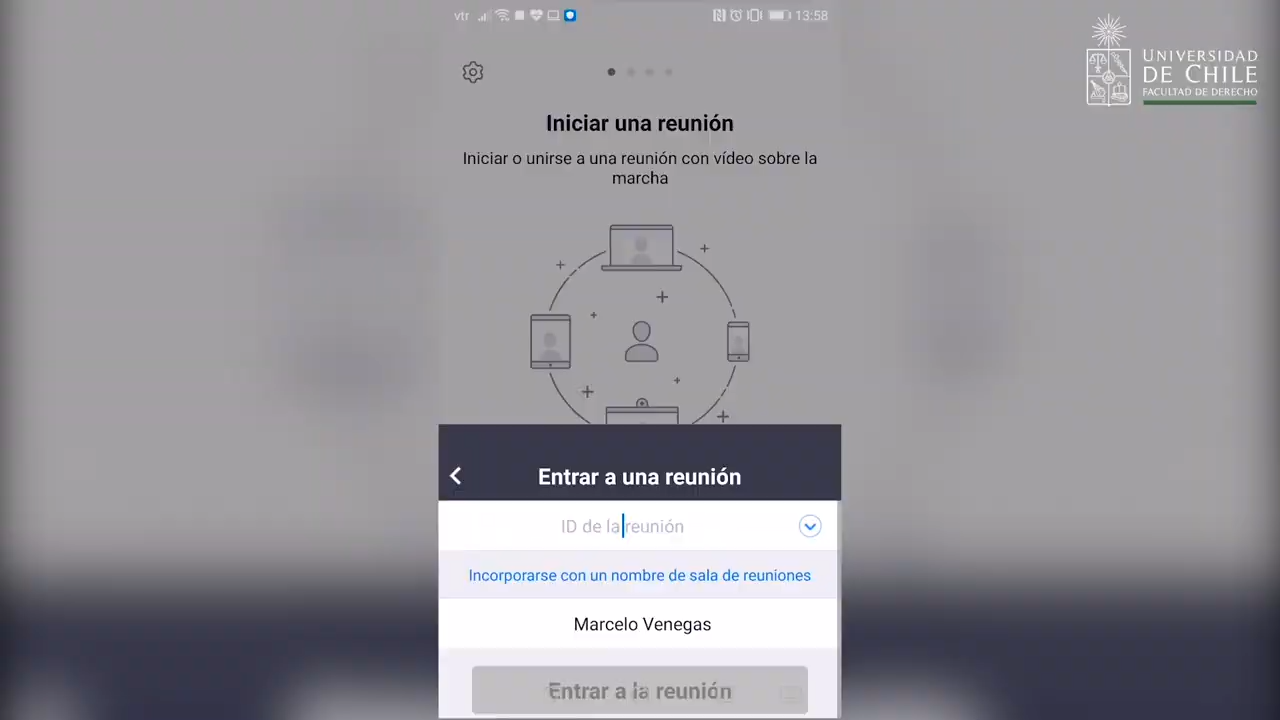 vtr
13:58
UNIVERSIDAD
DE CHILE
FACULTAD DE DERECHO
Iniciar una reunión
Iniciar o unirse a una reunión con vídeo sobre la
marcha
Entrar a una reunión
ID de la reunión
Incorporarse con un nombre de sala de reuniones
Marcelo Venegas
Entrar a la reunión